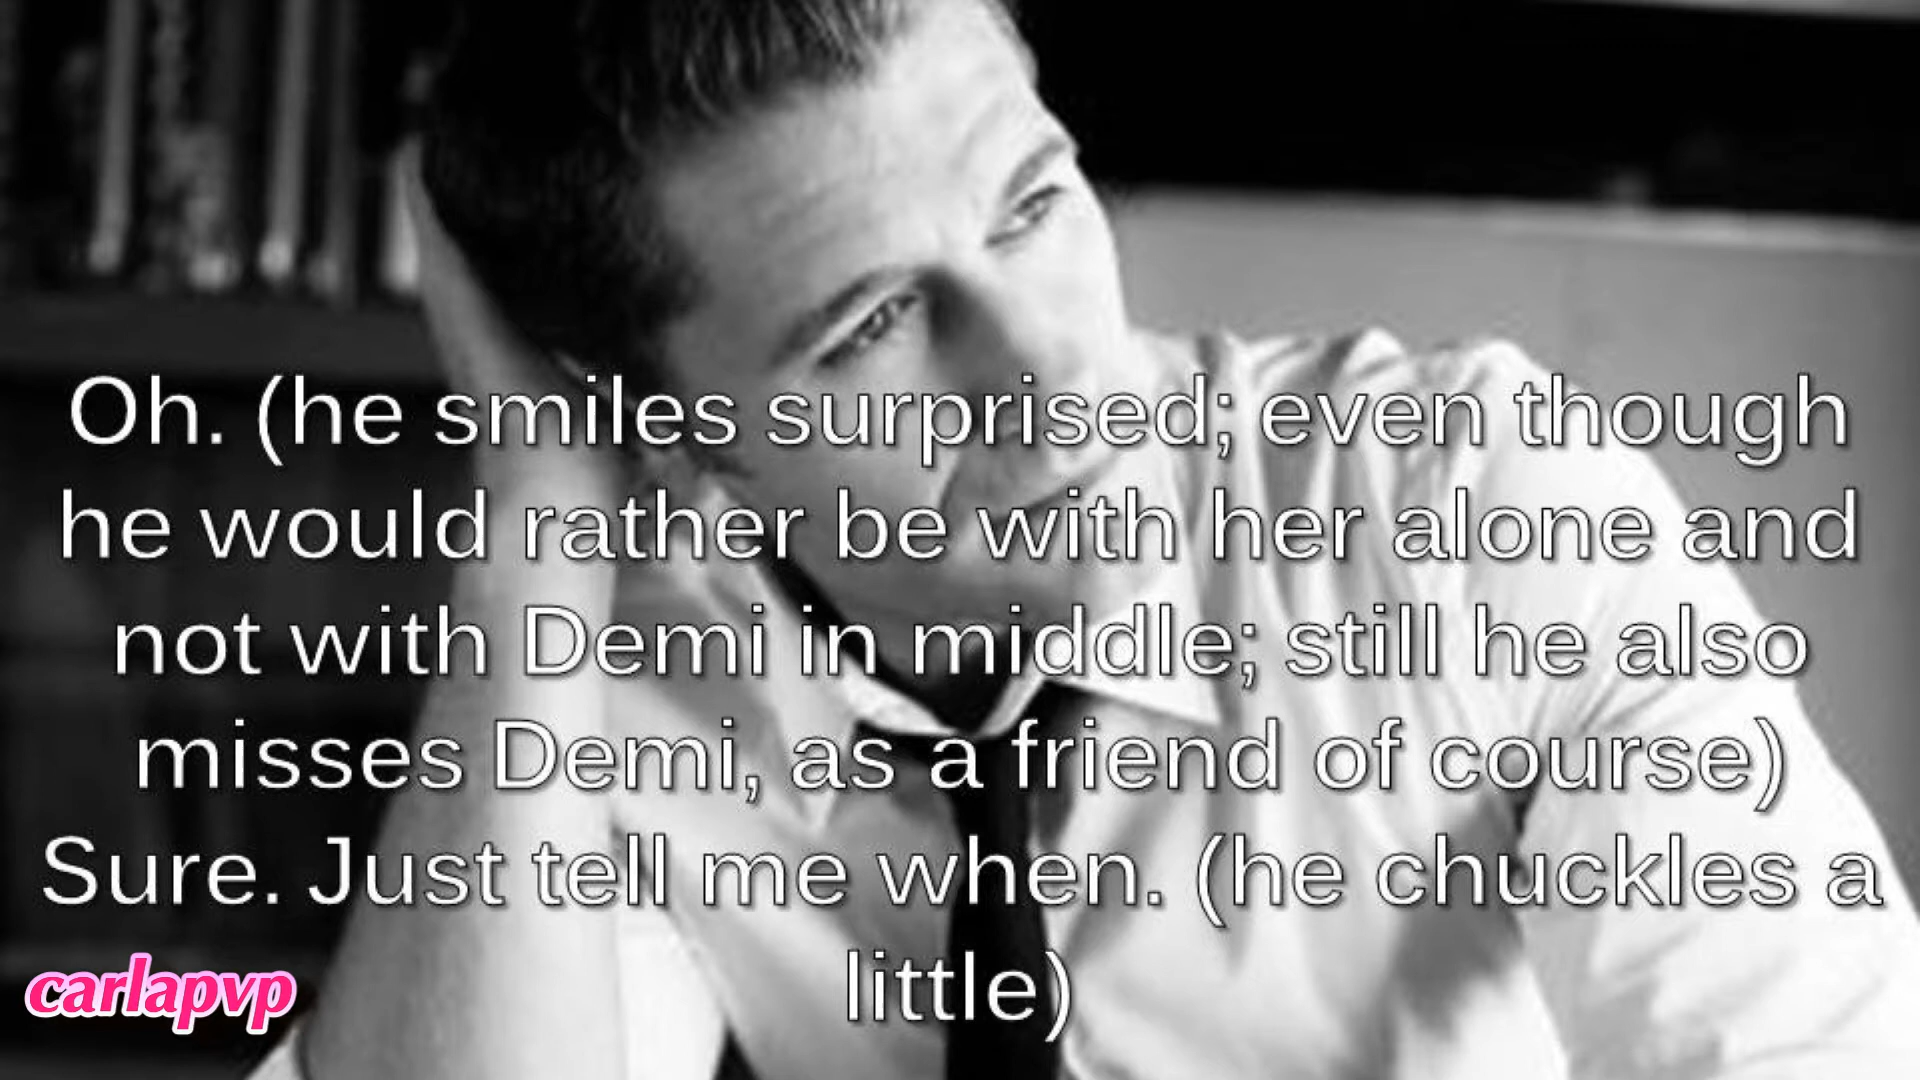 Oh. (he smiles surprised; even though
he would rather be with her alone and
not with Demi in middle; still he also
misses Demi, as a friend of course)
Sure. Just tell me when. (he chuckles a
little)
carlapvp